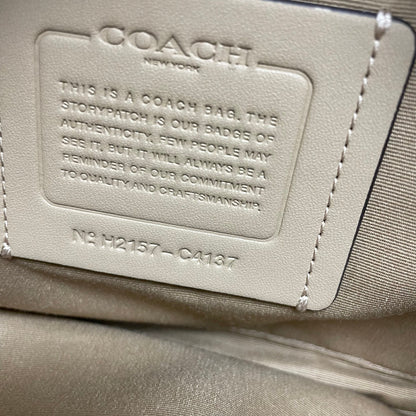 COACH
NEW YORK
THIS IS A COACH BAG. THE
STORYPATCH IS OUR BADGE OF
AUTHENTICITY. FEW PEOPLE MAY
SEE IT, BUT IT WILL ALWAYS BE A
REMINDER OF OUR COMMITMENT
TO QUALITY AND CRAFTSMANSHIP.
Nº H2157-C4137